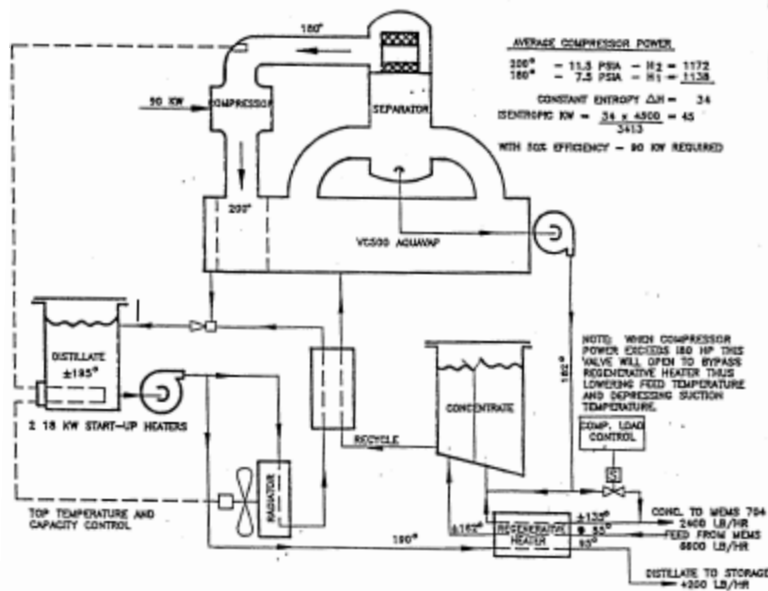 180°
AVERAGE COMPRESSOR POWER
200° - 11.5 PSIA - H2 = 1172
180° - 7.5 PSIA - H1 = 1138
CONSTANT ENTROPY ΔH = 34
ISENTROPIC KW = 34 x 4500 = 45
3413
WITH 50% EFFICIENCY - 90 KW REQUIRED
90 KW
COMPRESSOR
SEPARATOR
200°
VC500 AQUAVAP
DISTILLATE
±195°
2 18 KW START-UP HEATERS
CONCENTRATE
182°
NOTE: WHEN COMPRESSOR
POWER EXCEEDS 180 HP THIS
VALVE WILL OPEN TO BYPASS
REGENERATIVE HEATER THUS
LOWERING FEED TEMPERATURE
AND DEPRESSING SUCTION
TEMPERATURE.
COMP. LOAD
CONTROL
S
RECYCLE
RADIATOR
TOP TEMPERATURE AND
CAPACITY CONTROL
190°
±162°
REGENERATIVE
HEATER
±135°
55°
95°
CONCL TO MEMS 704
2400 LB/HR
FEED FROM MEMS
6600 LB/HR
DISTILLATE TO STORAGE
4200 LB/HR